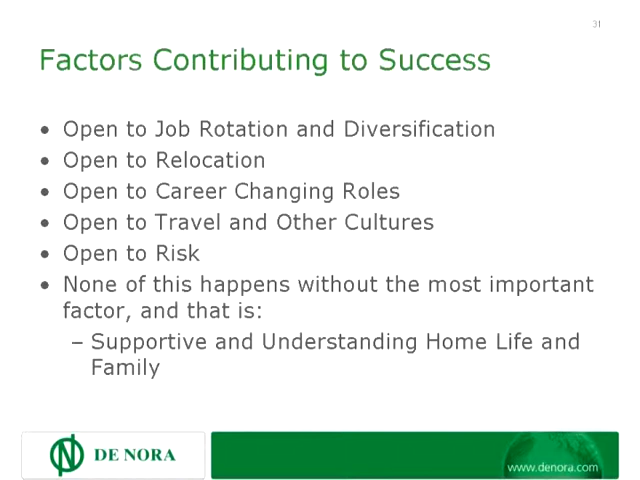 31
Factors Contributing to Success
• Open to Job Rotation and Diversification
• Open to Relocation
• Open to Career Changing Roles
• Open to Travel and Other Cultures
• Open to Risk
• None of this happens without the most important
factor, and that is:
– Supportive and Understanding Home Life and
Family
DE NORA
www.denora.com